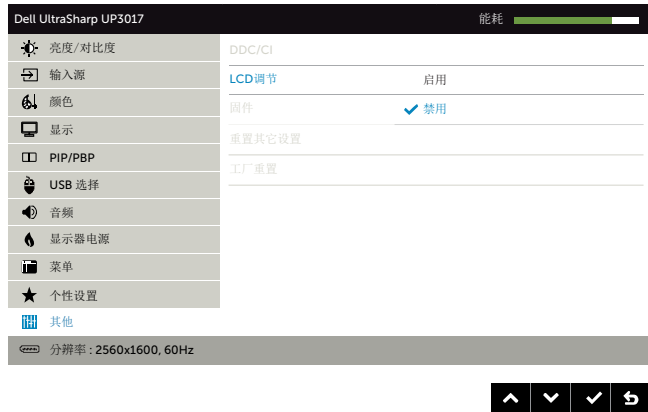 Dell UltraSharp UP3017 能耗
亮度/对比度 DDC/CI
输入源 LCD调节 启用
颜色 固件 禁用
显示 重置其它设置
PIP/PBP 工厂重置
USB 选择
音频
显示器电源
菜单
个性设置
其他
分辨率 : 2560x1600, 60Hz